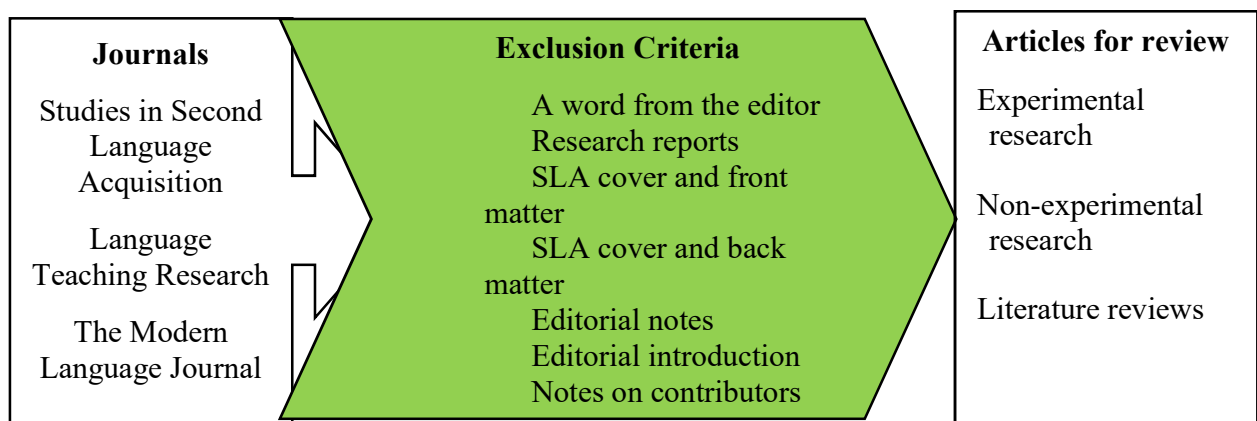 Journals
Studies in Second
Language
Acquisition
Language
Teaching Research
The Modern
Language Journal
Exclusion Criteria
A word from the editor
Research reports
SLA cover and front
matter
SLA cover and back
matter
Editorial notes
Editorial introduction
Notes on contributors
Articles for review
Experimental
research
Non-experimental
research
Literature reviews